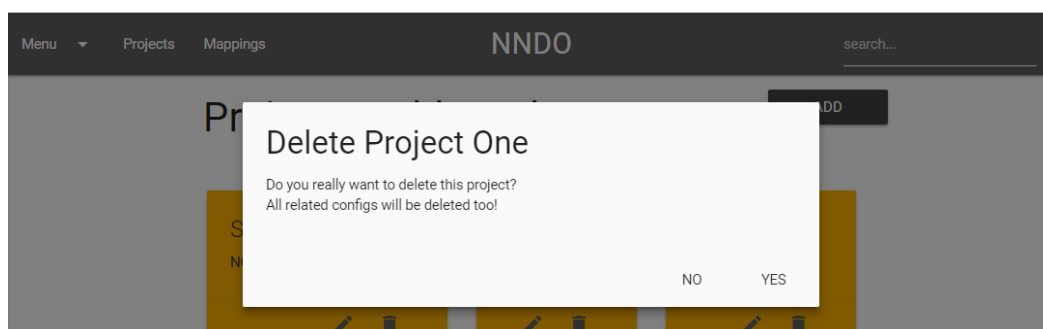 Menu Projects Mappings NNDO search...
ADD
Delete Project One
Do you really want to delete this project?
All related configs will be deleted too!
NO YES